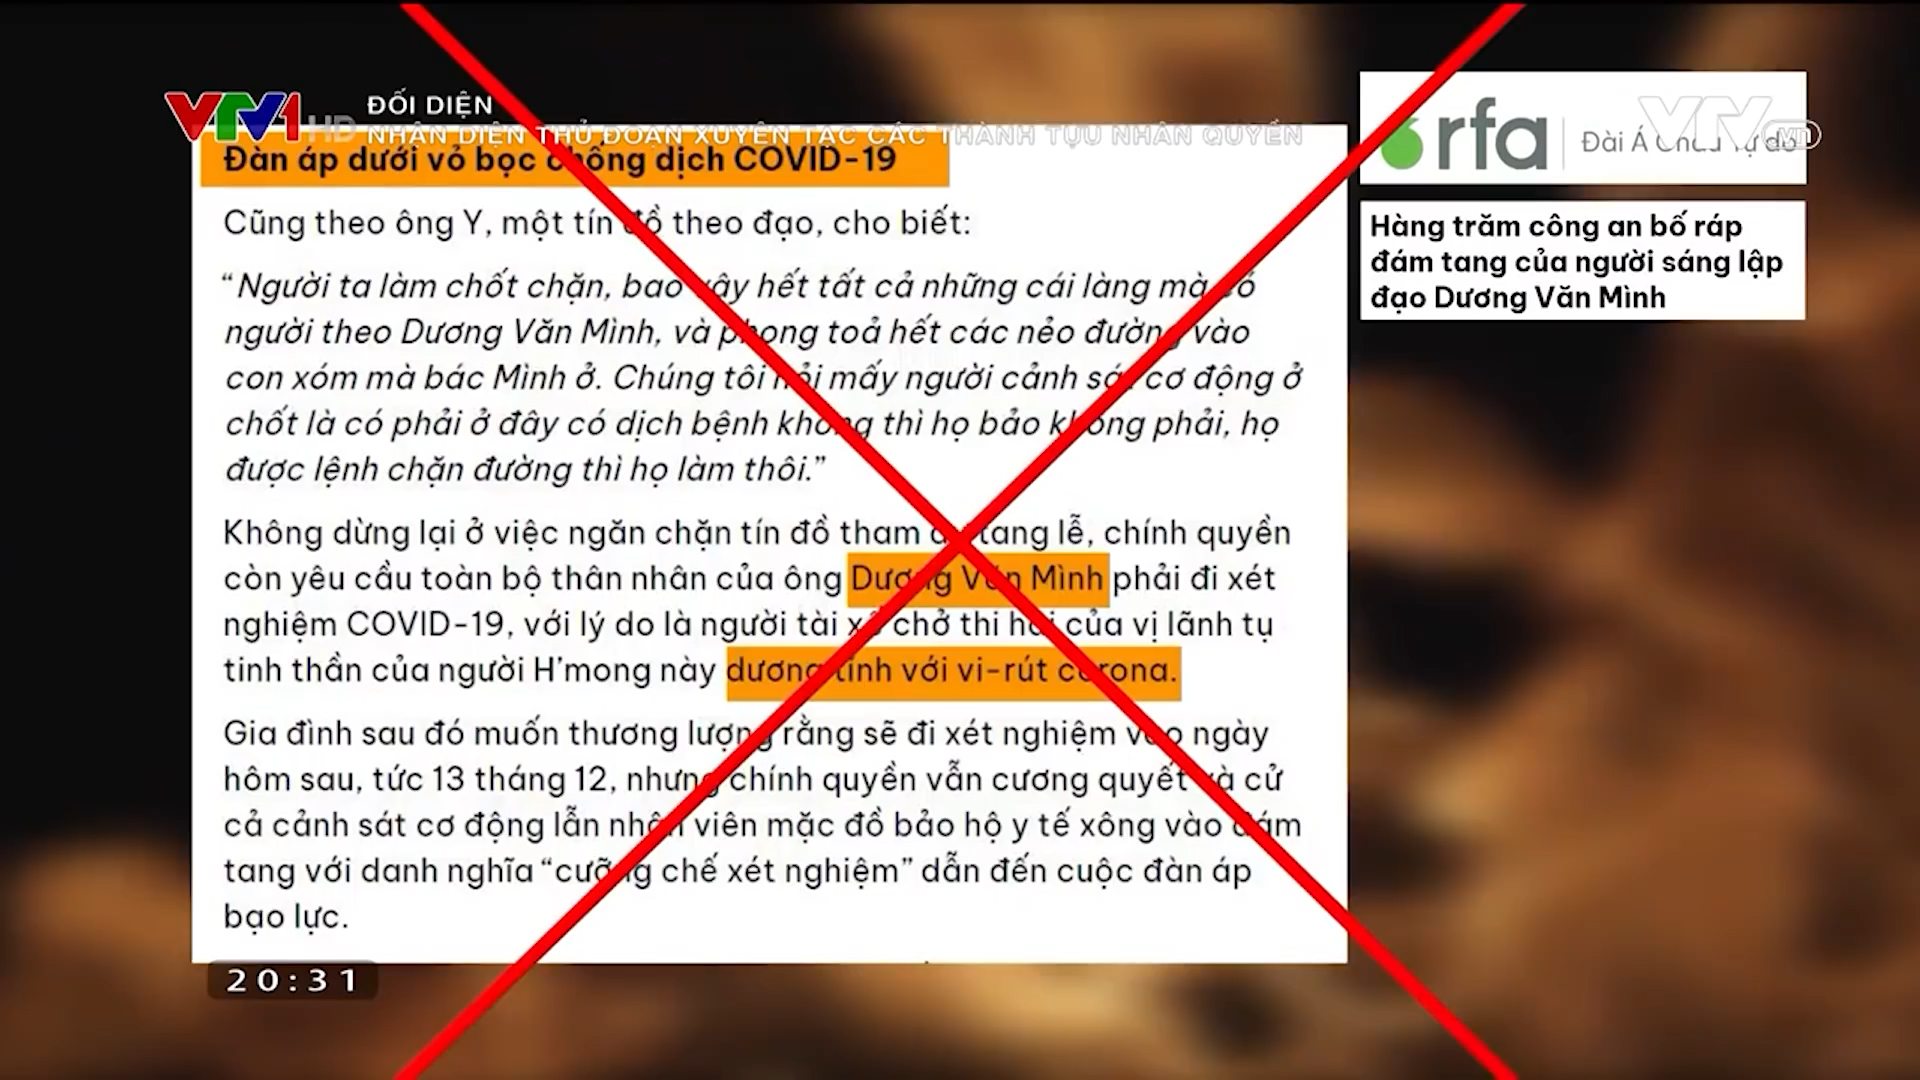 VTV1 HD
ĐỐI DIỆN
NHẬN DIỆN THỦ ĐOẠN XUYÊN TẠC CÁC THÀNH TỰU NHÂN QUYỀN
VTV.vn
rfa Đài Á Châu Tự do
Hàng trăm công an bố ráp
đám tang của người sáng lập
đạo Dương Văn Mình
Đàn áp dưới vỏ bọc chống dịch COVID-19
Cũng theo ông Y, một tín đồ theo đạo, cho biết:
“Người ta làm chốt chặn, bao vây hết tất cả những cái làng mà có
người theo Dương Văn Mình, và phong toả hết các nẻo đường vào
con xóm mà bác Mình ở. Chúng tôi hỏi mấy người cảnh sát cơ động ở
chốt là có phải ở đây có dịch bệnh không thì họ bảo không phải, họ
được lệnh chặn đường thì họ làm thôi.”
Không dừng lại ở việc ngăn chặn tín đồ tham dự tang lễ, chính quyền
còn yêu cầu toàn bộ thân nhân của ông Dương Văn Mình phải đi xét
nghiệm COVID-19, với lý do là người tài xế chở thi hài của vị lãnh tụ
tinh thần của người H’mong này dương tính với vi-rút corona.
Gia đình sau đó muốn thương lượng rằng sẽ đi xét nghiệm vào ngày
hôm sau, tức 13 tháng 12, nhưng chính quyền vẫn cương quyết và cử
cả cảnh sát cơ động lẫn nhân viên mặc đồ bảo hộ y tế xông vào đám
tang với danh nghĩa “cưỡng chế xét nghiệm” dẫn đến cuộc đàn áp
bạo lực.
20:31